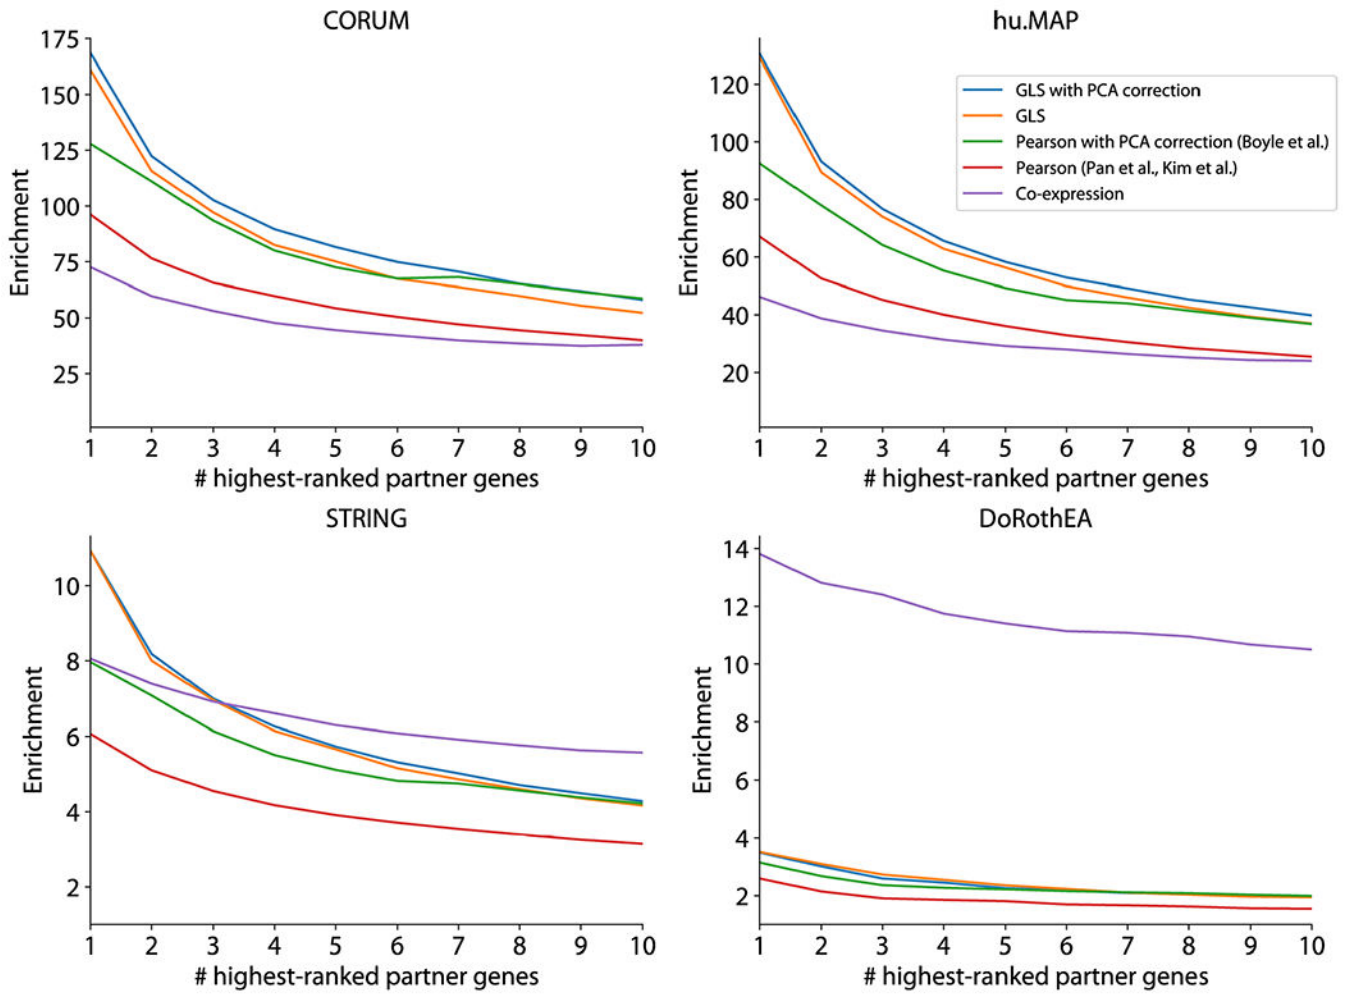 CORUM
175
150
125
100
75
50
25
Enrichment
1 2 3 4 5 6 7 8 9 10
# highest-ranked partner genes
hu.MAP
120
100
80
60
40
20
Enrichment
GLS with PCA correction
GLS
Pearson with PCA correction (Boyle et al.)
Pearson (Pan et al., Kim et al.)
Co-expression
1 2 3 4 5 6 7 8 9 10
# highest-ranked partner genes
STRING
10
8
6
4
2
Enrichment
1 2 3 4 5 6 7 8 9 10
# highest-ranked partner genes
DoRothEA
14
12
10
8
6
4
2
Enrichment
1 2 3 4 5 6 7 8 9 10
# highest-ranked partner genes